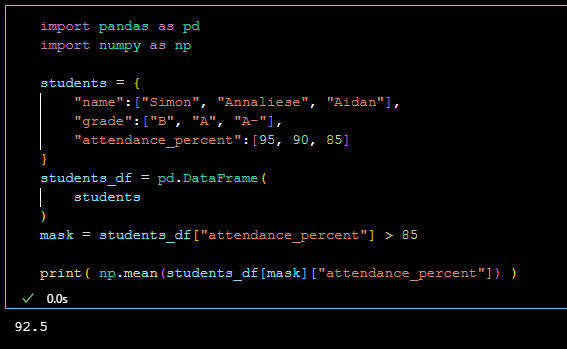 import pandas as pd
import numpy as np
students = {
"name":["Simon", "Annaliese", "Aidan"],
"grade":["B", "A", "A-"],
"attendance_percent":[95, 90, 85]
}
students_df = pd.DataFrame(
students
)
mask = students_df["attendance_percent"] > 85
print( np.mean(students_df[mask]["attendance_percent"]) )
0.0s
92.5